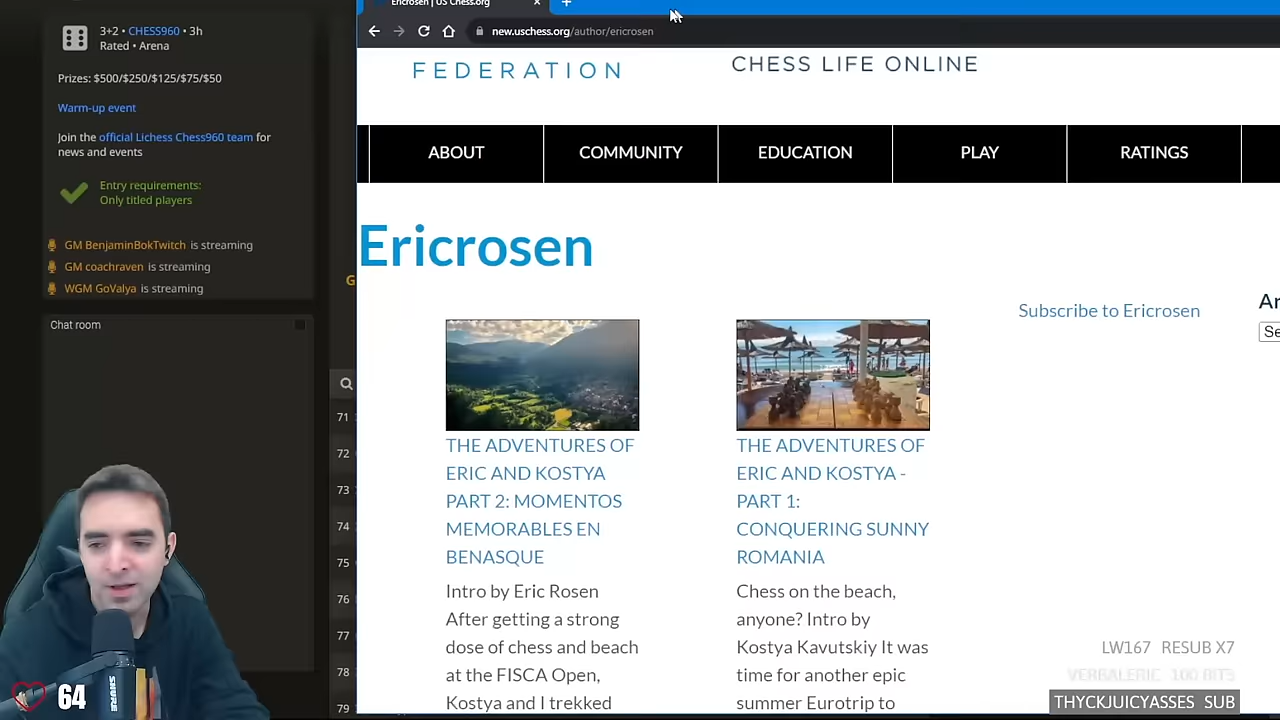 3+2 • CHESS960 • 3h
Rated • Arena
Prizes: $500/$250/$125/$75/$50
Warm-up event
Join the official Lichess Chess960 team for
news and events
Entry requirements:
Only titled players
GM BenjaminBokTwitch is streaming
GM coachraven is streaming
WGM GoValya is streaming
Chat room
G
71
72
73
74
75
76
77
78
79
Ericrosen | US Chess.org
new.uschess.org/author/ericrosen
FEDERATION
CHESS LIFE ONLINE
ABOUT
COMMUNITY
EDUCATION
PLAY
RATINGS
Ericrosen
THE ADVENTURES OF
ERIC AND KOSTYA
PART 2: MOMENTOS
MEMORABLES EN
BENASQUE
Intro by Eric Rosen
After getting a strong
dose of chess and beach
at the FISCA Open,
Kostya and I trekked
THE ADVENTURES OF
ERIC AND KOSTYA -
PART 1:
CONQUERING SUNNY
ROMANIA
Chess on the beach,
anyone? Intro by
Kostya Kavutskiy It was
time for another epic
summer Eurotrip to
Subscribe to Ericrosen
Ar
Se
LW167 RESUB X7
VERBALERIC 100 BITS
THYCKJUICYASSES SUB
64
SHURE